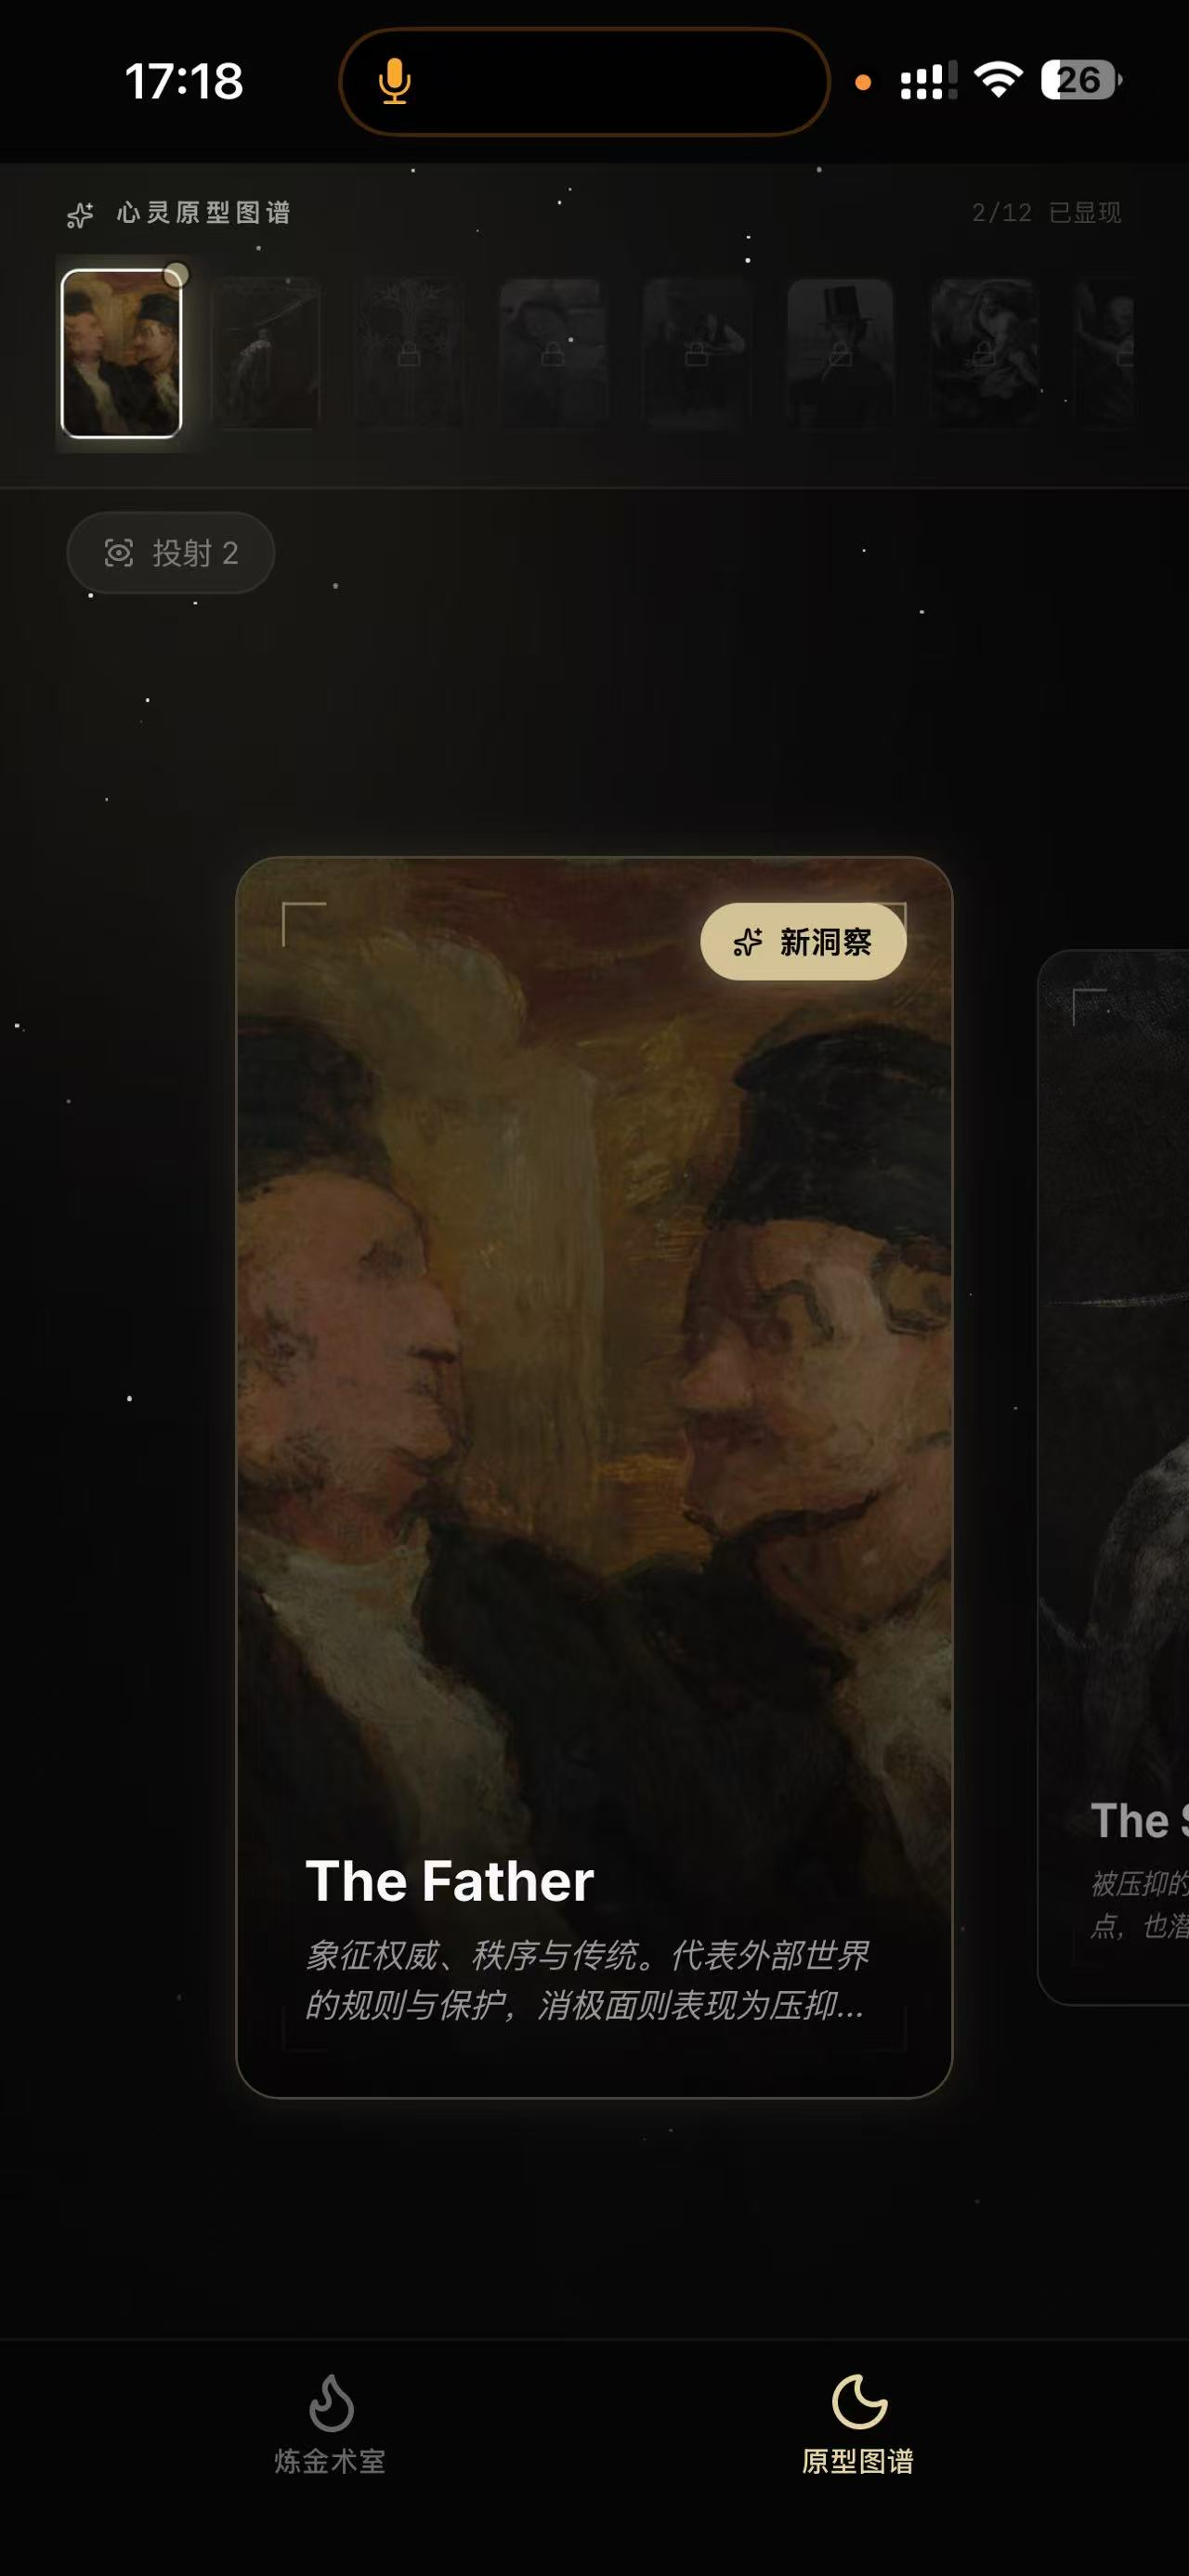 17:18
26
心灵原型图谱
2/12 已显现
投射 2
新洞察
The Father
象征权威、秩序与传统。代表外部世界
的规则与保护，消极面则表现为压抑...
The S
被压抑的
点，也潜
炼金术室
原型图谱